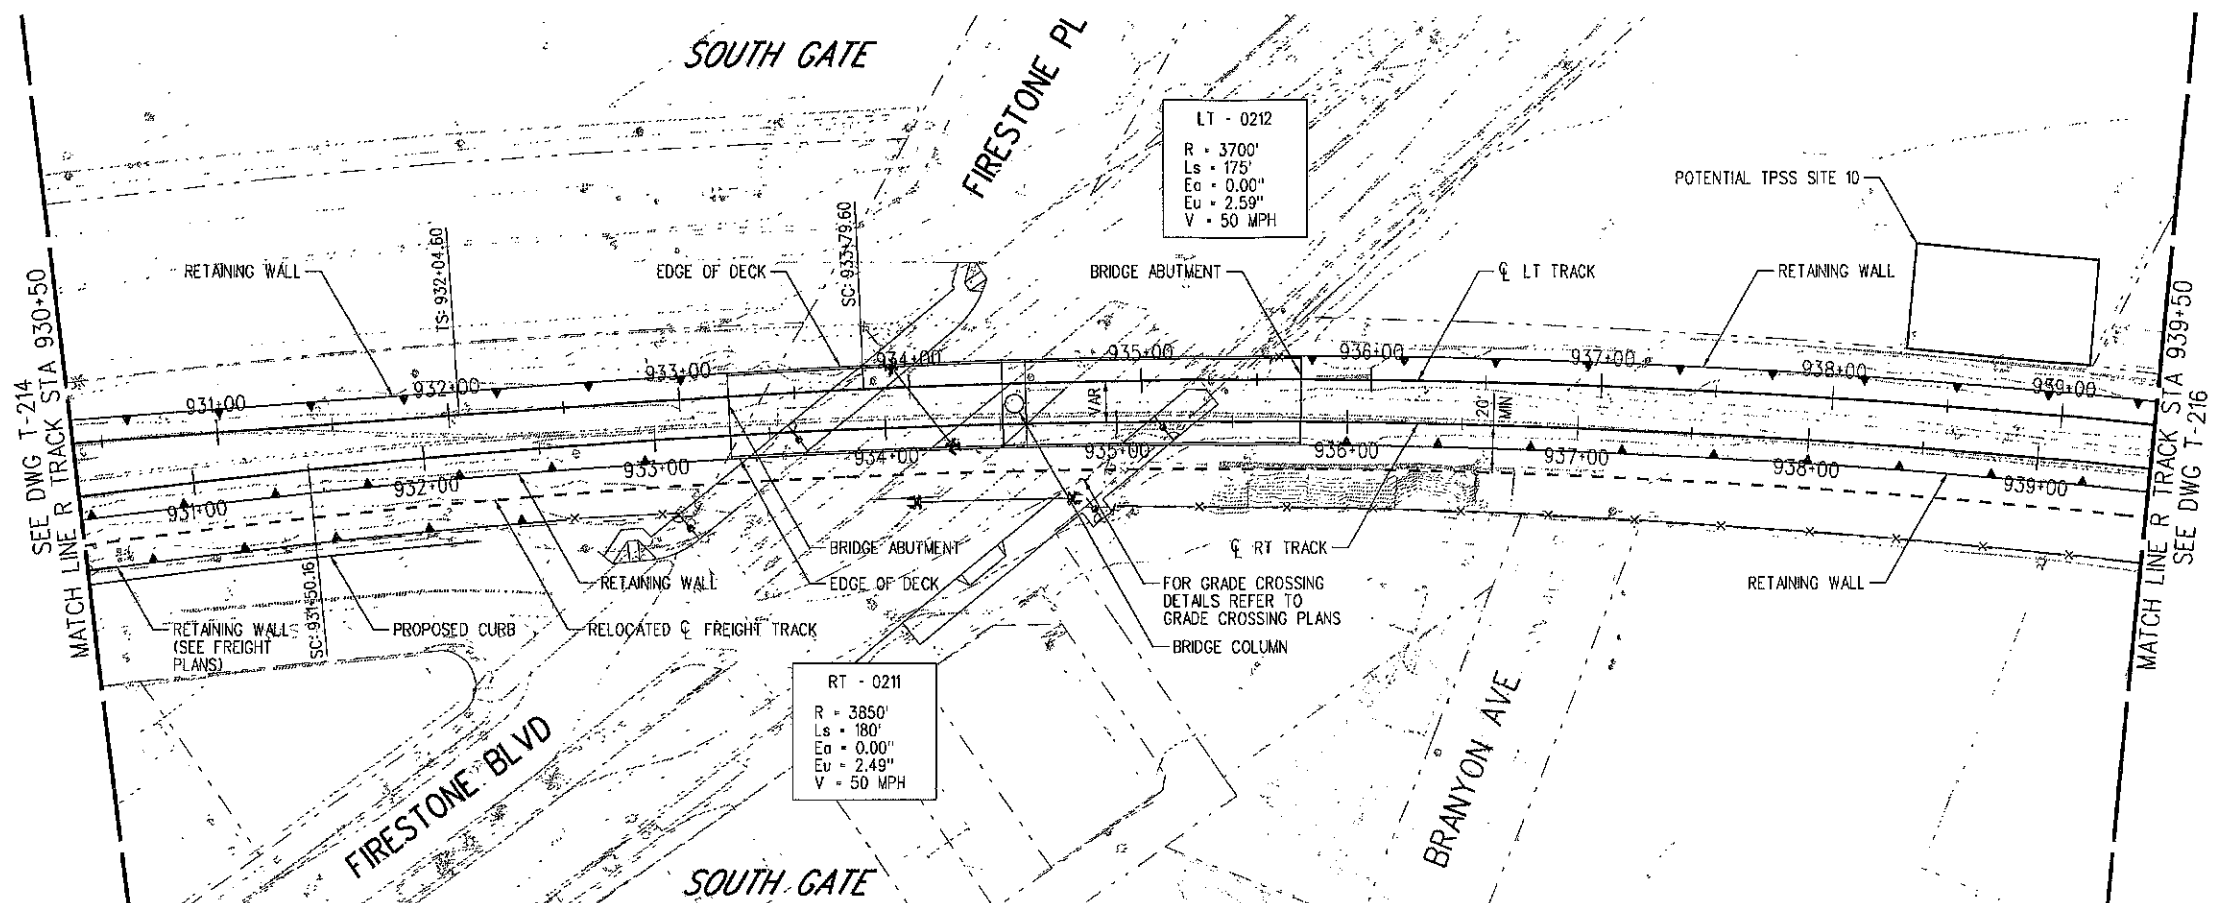 SOUTH GATE
FIRESTONE PL
LT - 0212
R = 3700'
Ls = 175'
Ea = 0.00"
Eu = 2.59"
V = 50 MPH
POTENTIAL TPSS SITE 10
RETAINING WALL
TS: 932+04.60
EDGE OF DECK
SC: 933+79.60
BRIDGE ABUTMENT
℄ LT TRACK
RETAINING WALL
SEE DWG T-214
MATCH LINE R TRACK STA 930+50
931+00
932+00
933+00
934+00
935+00
936+00
937+00
938+00
939+00
VAR
20' MIN
MATCH LINE R TRACK STA 939+50
SEE DWG T-216
931+00
932+00
933+00
934+00
935+00
936+00
937+00
938+00
939+00
SC: 931+50.16
RETAINING WALL
(SEE FREIGHT
PLANS)
PROPOSED CURB
RETAINING WALL
RELOCATED ℄ FREIGHT TRACK
BRIDGE ABUTMENT
EDGE OF DECK
℄ RT TRACK
FOR GRADE CROSSING
DETAILS REFER TO
GRADE CROSSING PLANS
BRIDGE COLUMN
RETAINING WALL
RT - 0211
R = 3850'
Ls = 180'
Ea = 0.00"
Eu = 2.49"
V = 50 MPH
FIRESTONE BLVD
BRANYON AVE
SOUTH GATE